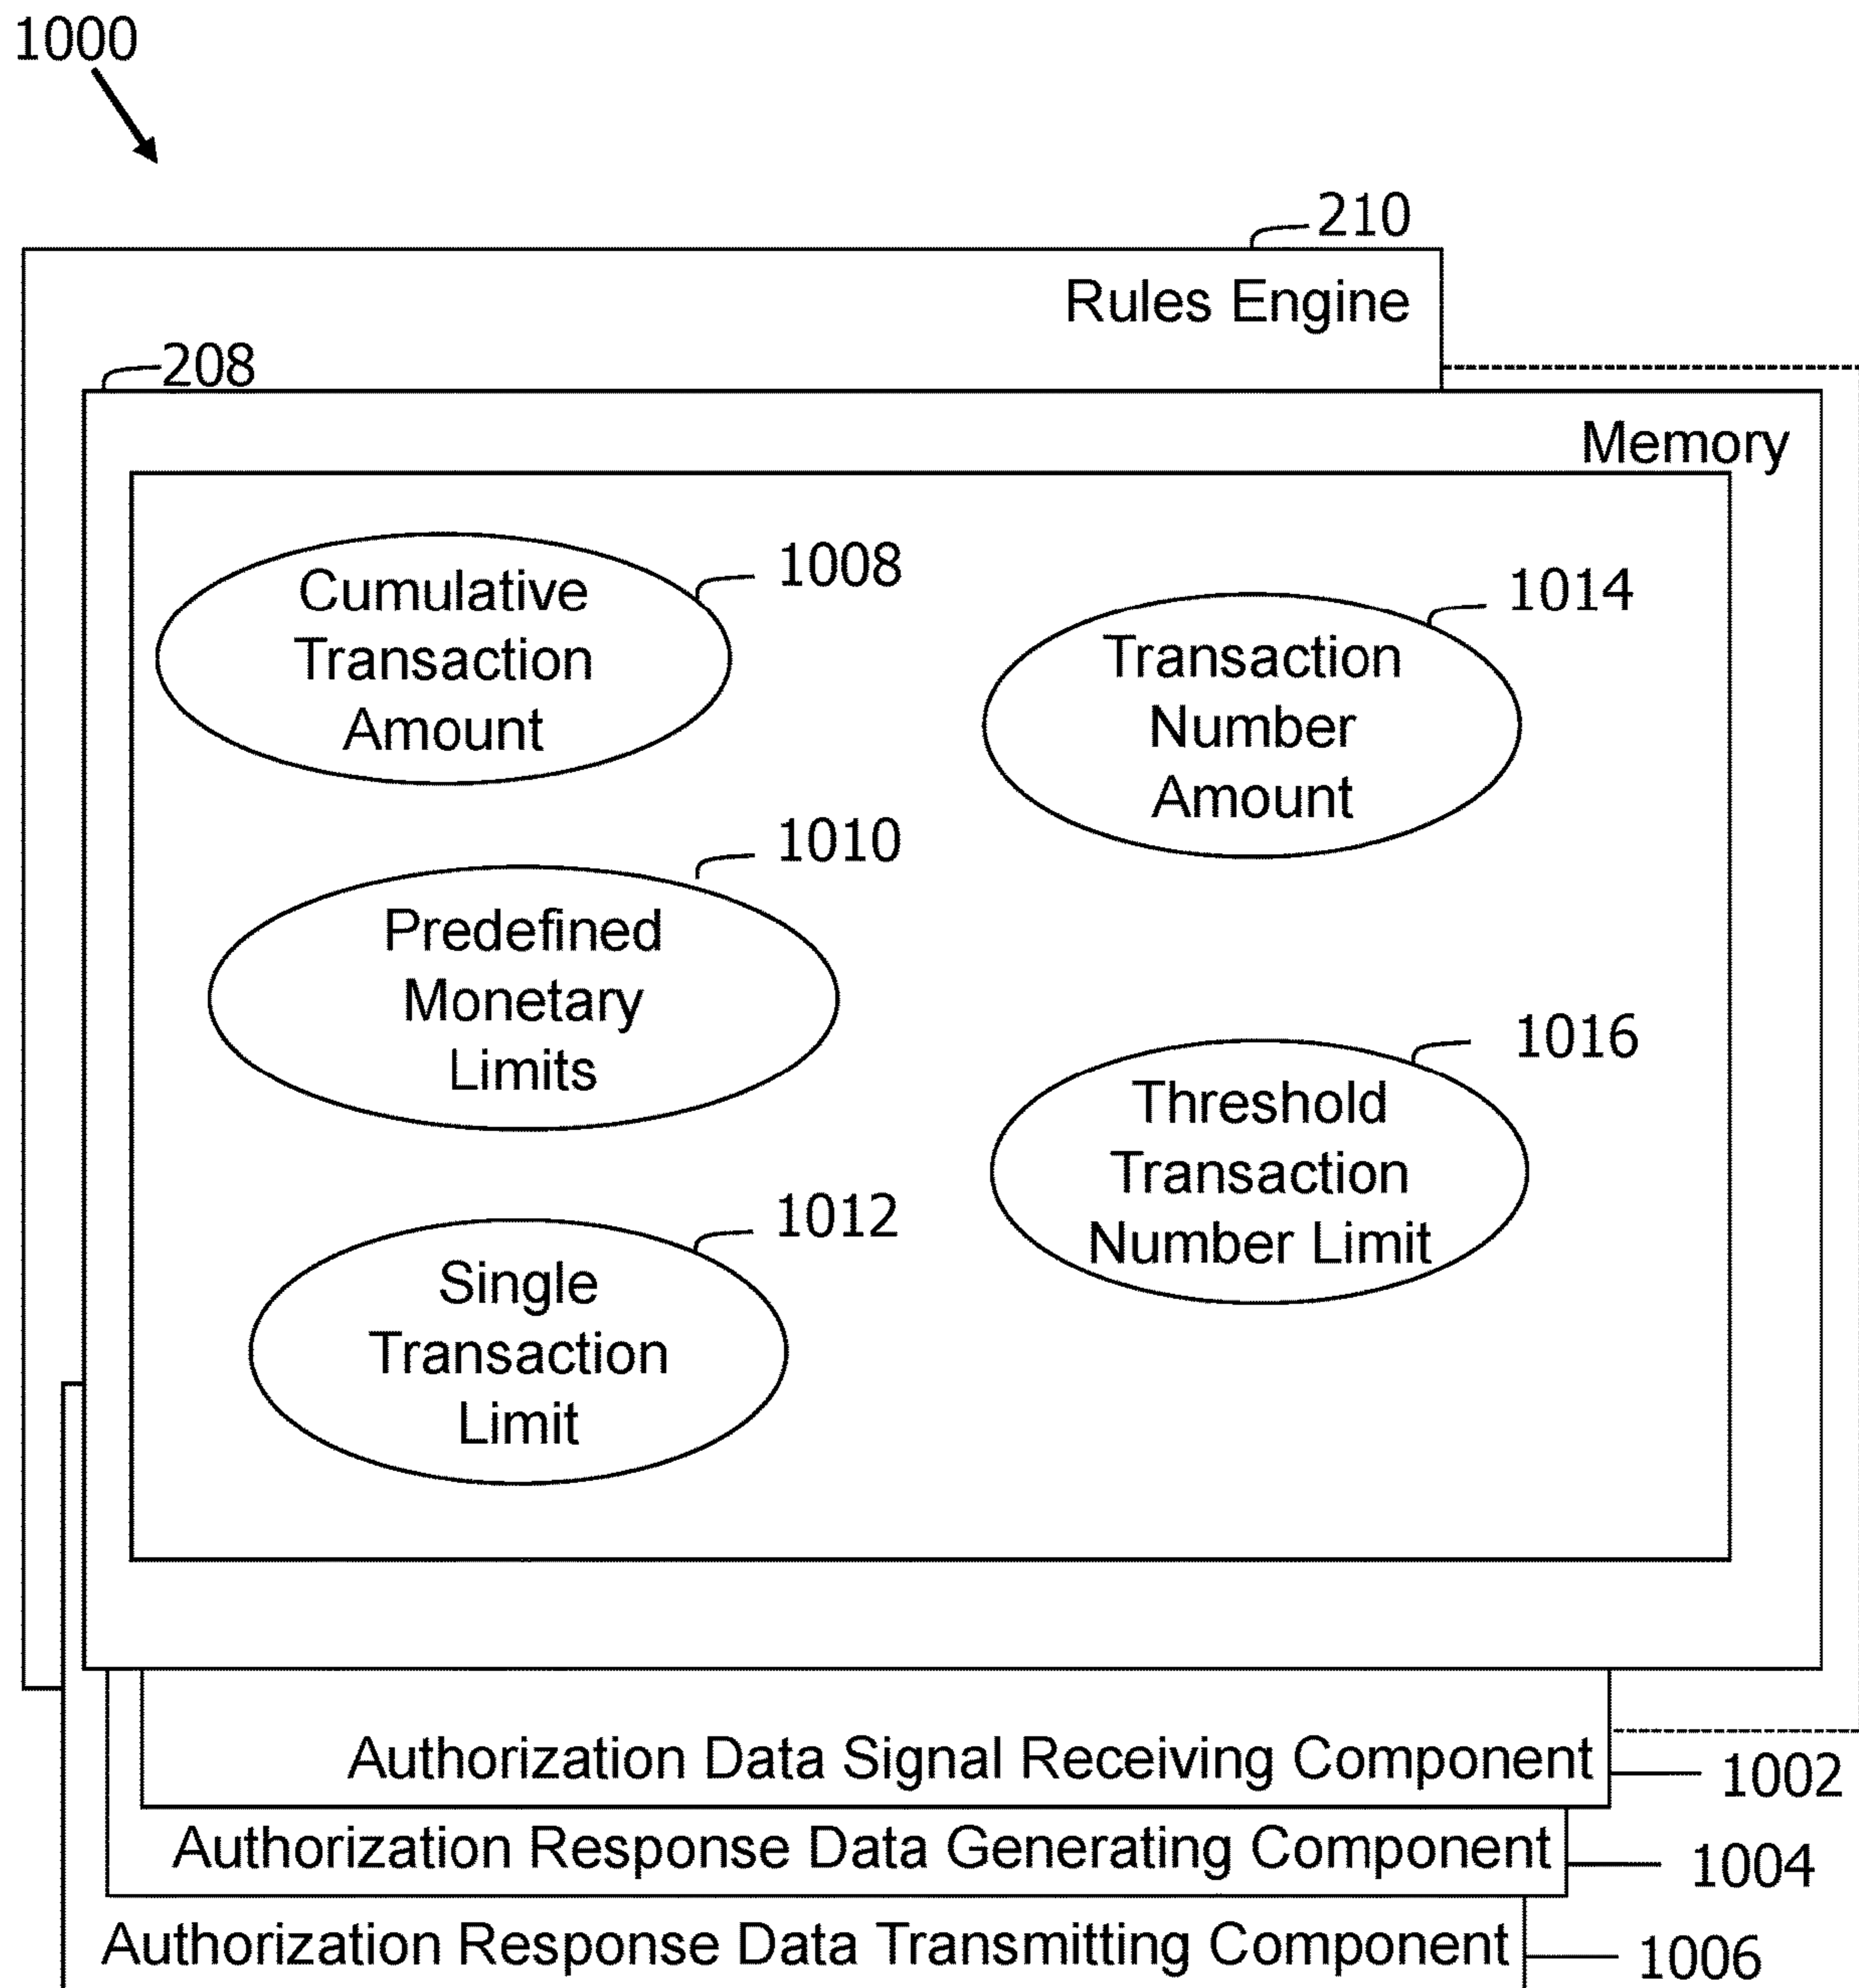 1000
210
Rules Engine
208
Memory
Cumulative
Transaction
Amount
1008
Transaction
Number
Amount
1014
Predefined
Monetary
Limits
1010
Threshold
Transaction
Number Limit
1016
Single
Transaction
Limit
1012
Authorization Data Signal Receiving Component
1002
Authorization Response Data Generating Component
1004
Authorization Response Data Transmitting Component
1006